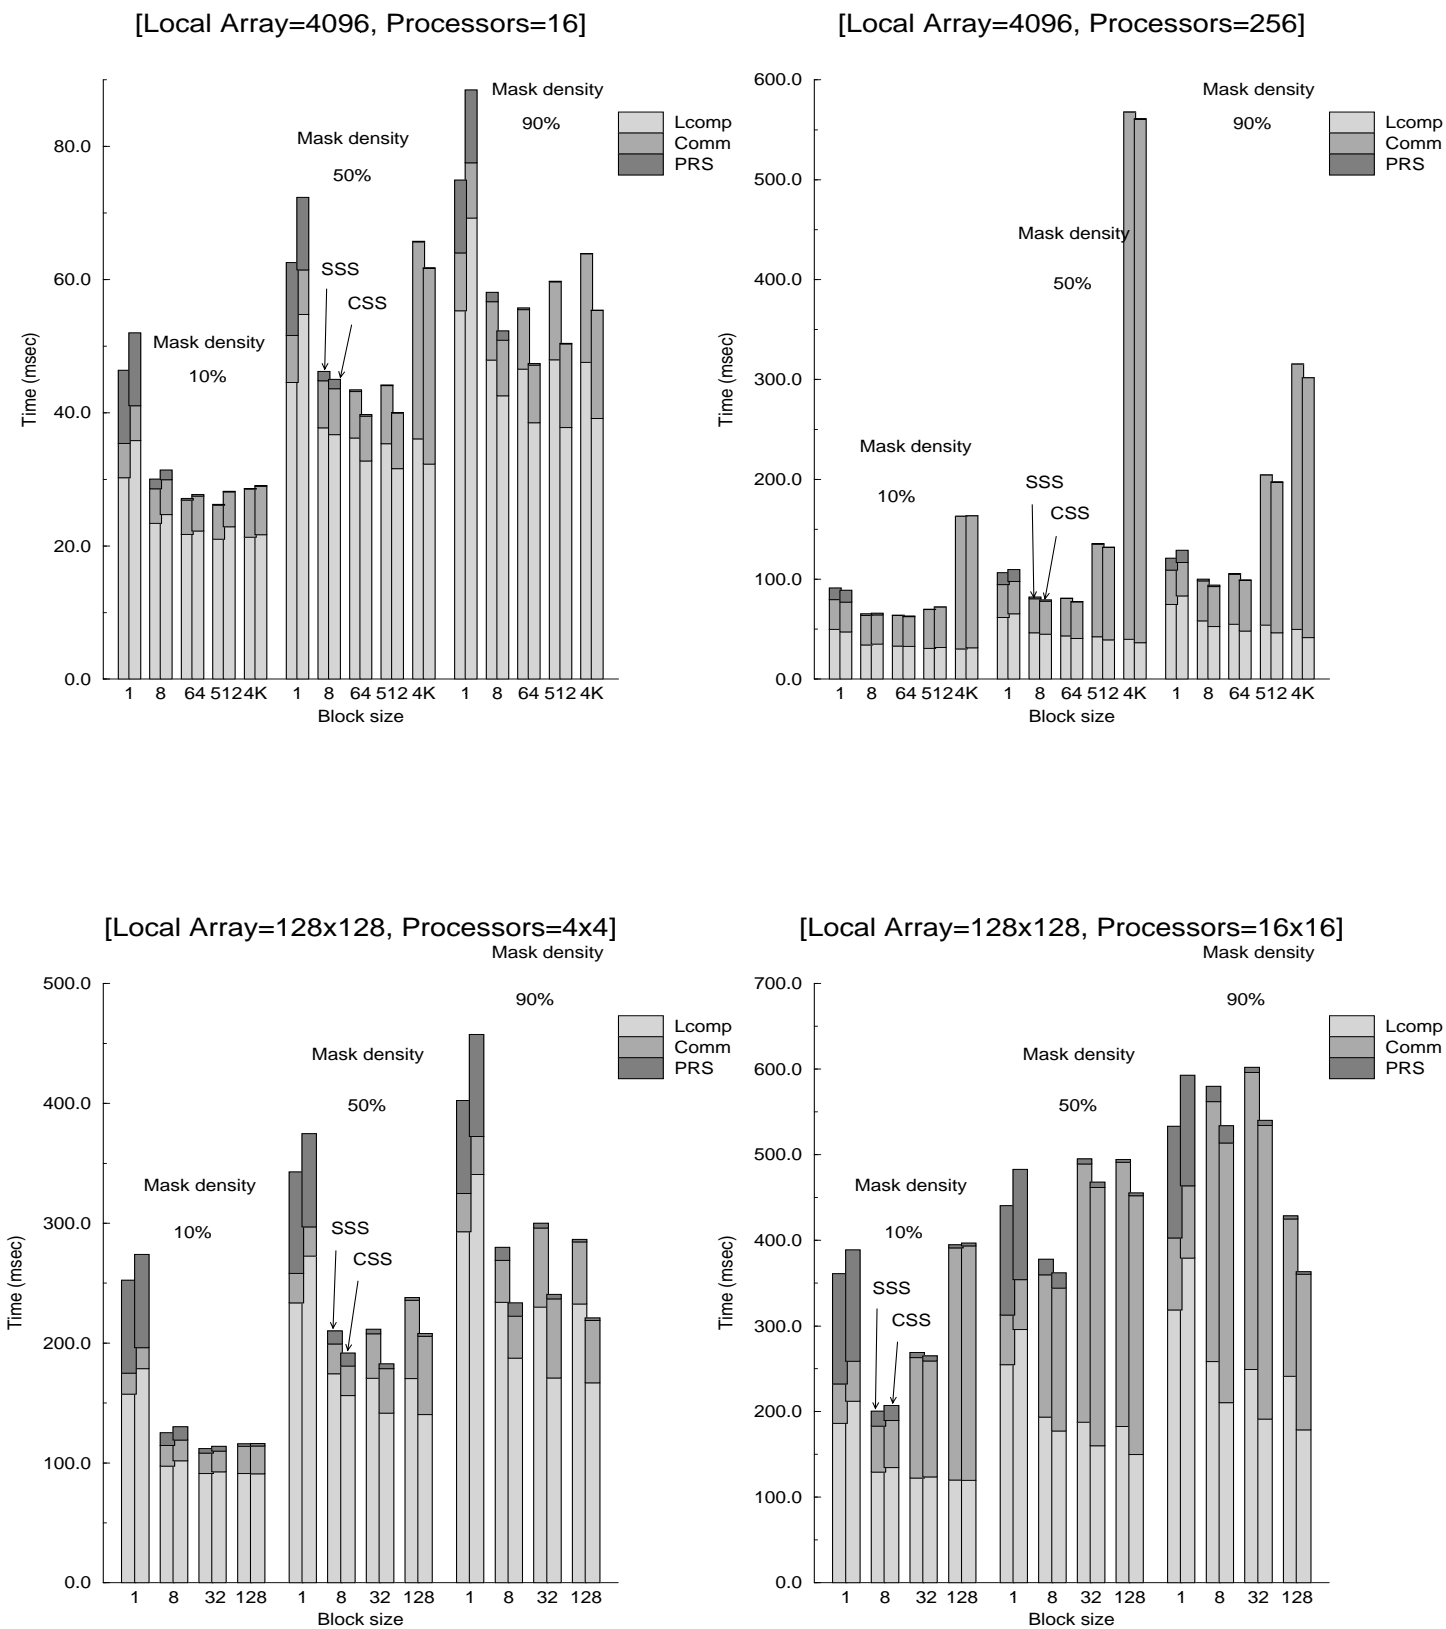 [Local Array=4096, Processors=16]
Mask density
90%
Lcomp
Comm
PRS
Mask density
50%
SSS
CSS
Mask density
10%
80.0
60.0
40.0
20.0
0.0
Time (msec)
1 8 64 512 4K 1 8 64 512 4K 1 8 64 512 4K
Block size
[Local Array=4096, Processors=256]
Mask density
90%
Lcomp
Comm
PRS
Mask density
50%
Mask density
10%
SSS
CSS
600.0
500.0
400.0
300.0
200.0
100.0
0.0
Time (msec)
1 8 64 512 4K 1 8 64 512 4K 1 8 64 512 4K
Block size
[Local Array=128x128, Processors=4x4]
Mask density
90%
Lcomp
Comm
PRS
Mask density
50%
Mask density
10%
SSS
CSS
500.0
400.0
300.0
200.0
100.0
0.0
Time (msec)
1 8 32 128 1 8 32 128 1 8 32 128
Block size
[Local Array=128x128, Processors=16x16]
Mask density
90%
Lcomp
Comm
PRS
Mask density
50%
Mask density
10%
SSS
CSS
700.0
600.0
500.0
400.0
300.0
200.0
100.0
0.0
Time (msec)
1 8 32 128 1 8 32 128 1 8 32 128
Block size